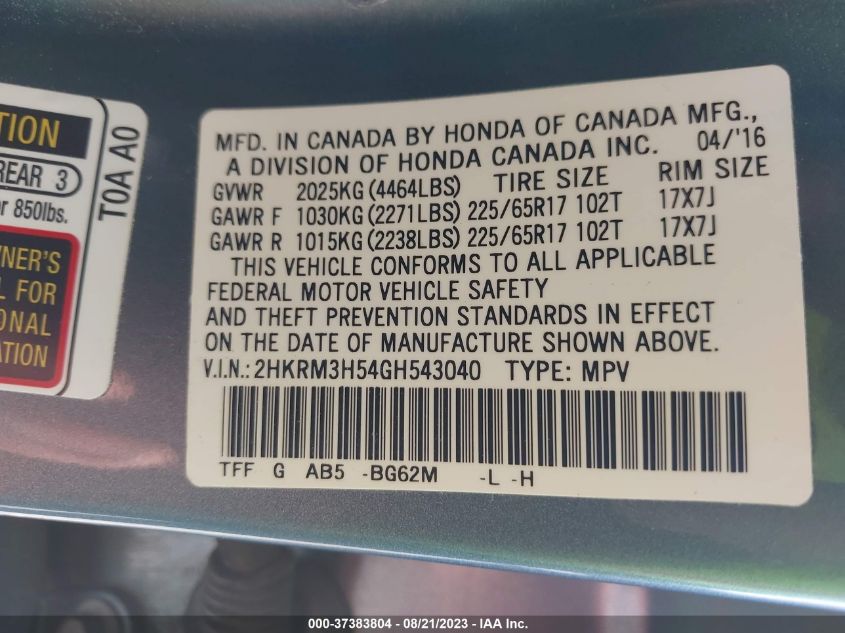 TION
REAR 3
or 850lbs.
WNER'S
L FOR
ONAL
ATION
TOA A0
MFD. IN CANADA BY HONDA OF CANADA MFG.,
A DIVISION OF HONDA CANADA INC. 04/'16
GVWR 2025KG (4464LBS) TIRE SIZE RIM SIZE
GAWR F 1030KG (2271LBS) 225/65R17 102T 17X7J
GAWR R 1015KG (2238LBS) 225/65R17 102T 17X7J
THIS VEHICLE CONFORMS TO ALL APPLICABLE
FEDERAL MOTOR VEHICLE SAFETY
AND THEFT PREVENTION STANDARDS IN EFFECT
ON THE DATE OF MANUFACTURE SHOWN ABOVE.
V.I.N.: 2HKRM3H54GH543040 TYPE: MPV
TFF G AB5 -BG62M -L -H
000-37383804 - 08/21/2023 - IAA Inc.